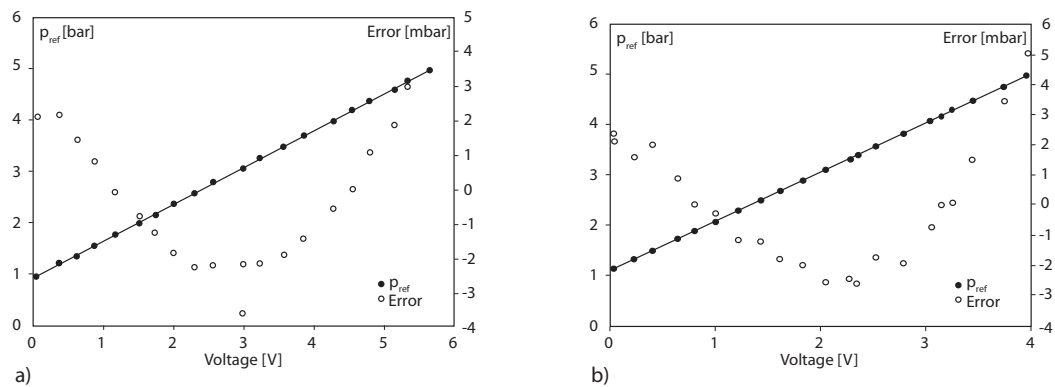 6
5
4
3
2
1
0
p_ref [bar]
Error [mbar]
5
4
3
2
1
0
-1
-2
-3
-4
p_ref
Error
0 1 2 3 4 5 6
Voltage [V]
a)
6
5
4
3
2
1
0
p_ref [bar]
Error [mbar]
6
5
4
3
2
1
0
-1
-2
-3
-4
p_ref
Error
0 1 2 3 4
Voltage [V]
b)